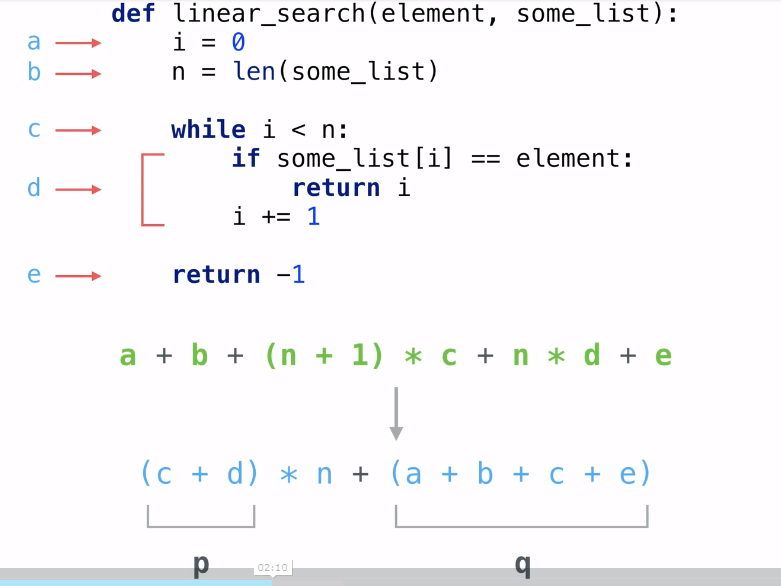 def linear_search(element, some_list):
a i = 0
b n = len(some_list)
c while i < n:
if some_list[i] == element:
d return i
i += 1
e return −1
a + b + (n + 1) * c + n * d + e
(c + d) * n + (a + b + c + e)
p q
02:10